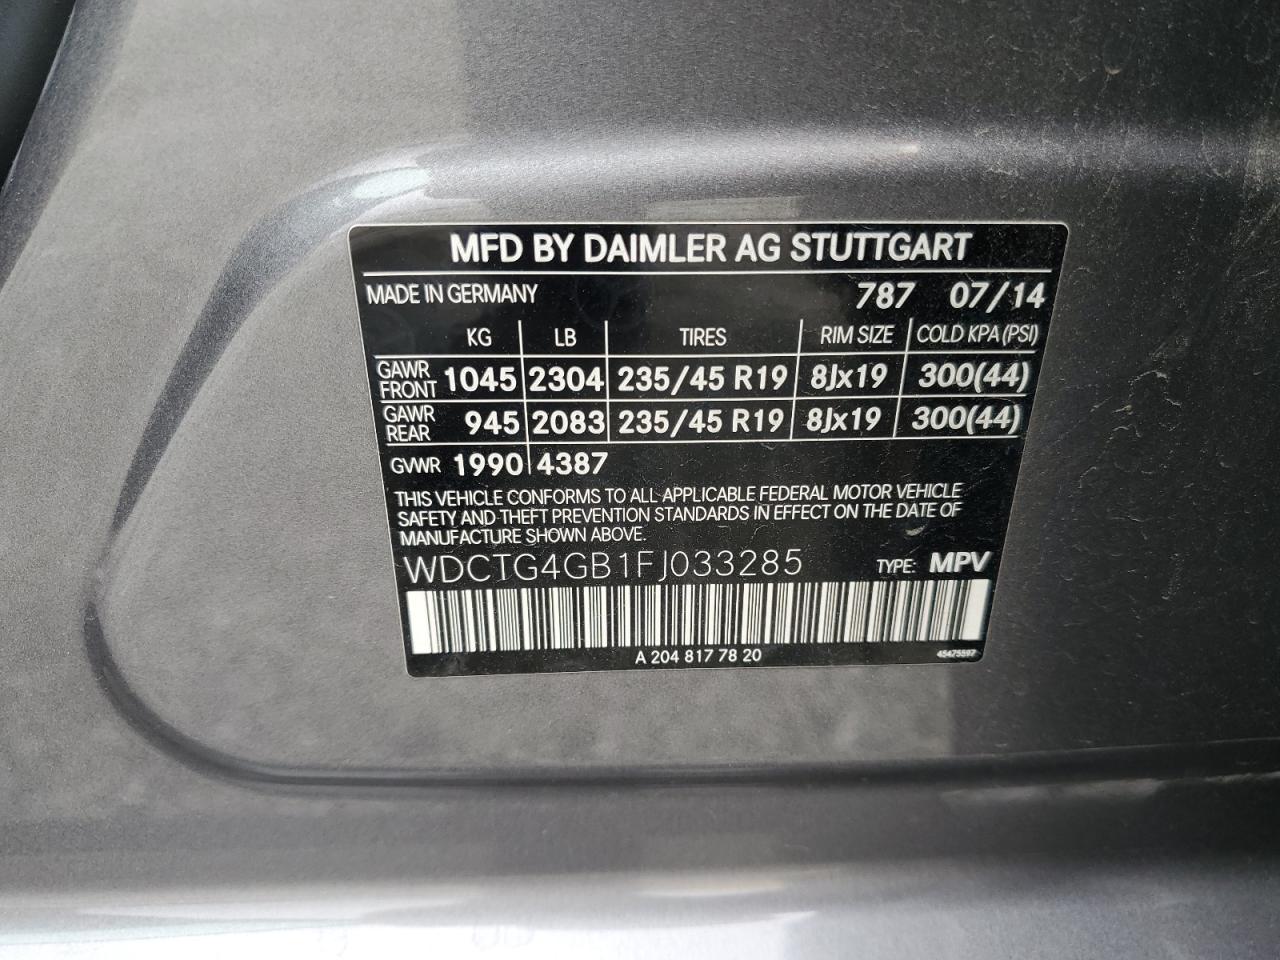 MFD BY DAIMLER AG STUTTGART
MADE IN GERMANY 787 07/14
KG LB TIRES RIM SIZE COLD KPA (PSI)
GAWR FRONT 1045 2304 235/45 R19 8Jx19 300(44)
GAWR REAR 945 2083 235/45 R19 8Jx19 300(44)
GVWR 1990 4387
THIS VEHICLE CONFORMS TO ALL APPLICABLE FEDERAL MOTOR VEHICLE
SAFETY AND THEFT PREVENTION STANDARDS IN EFFECT ON THE DATE OF
MANUFACTURE SHOWN ABOVE.
WDCTG4GB1FJ033285 TYPE: MPV
A 204 817 78 20 45475597